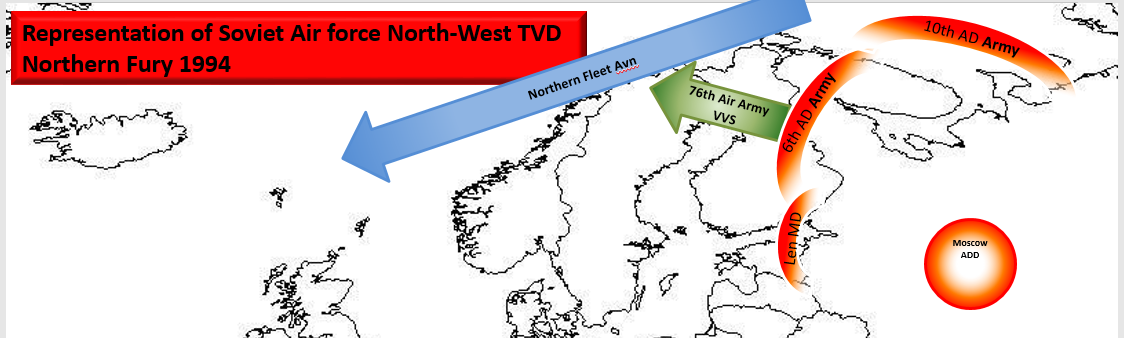 Representation of Soviet Air force North-West TVD
Northern Fury 1994
10th AD Army
Northern Fleet Avn
76th Air Army
VVS
6th AD Army
Len MD
Moscow
ADD